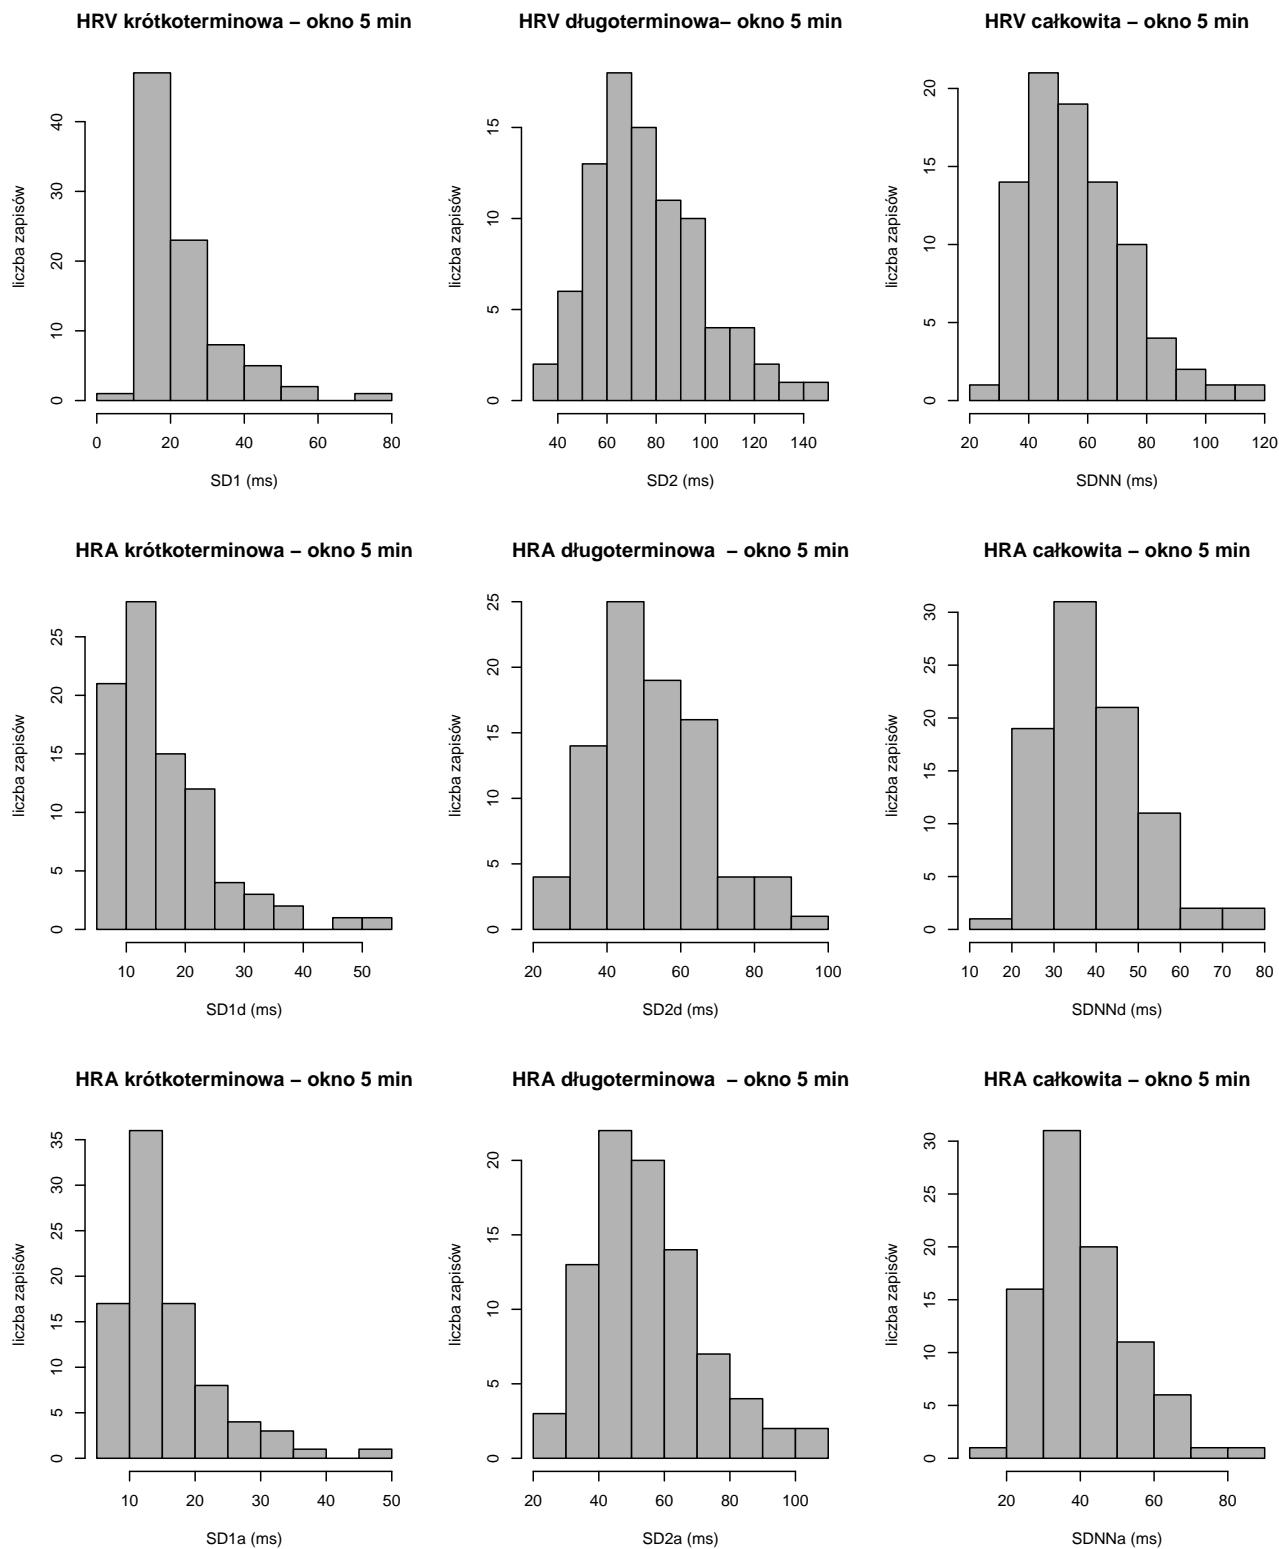 HRV krótkoterminowa – okno 5 min
liczba zapisów
0 10 20 30 40
0 20 40 60 80
SD1 (ms)
HRV długoterminowa– okno 5 min
liczba zapisów
0 5 10 15
40 60 80 100 120 140
SD2 (ms)
HRV całkowita – okno 5 min
liczba zapisów
0 5 10 15 20
20 40 60 80 100 120
SDNN (ms)
HRA krótkoterminowa – okno 5 min
liczba zapisów
0 5 10 15 20 25
10 20 30 40 50
SD1d (ms)
HRA długoterminowa – okno 5 min
liczba zapisów
0 5 10 15 20 25
20 40 60 80 100
SD2d (ms)
HRA całkowita – okno 5 min
liczba zapisów
0 5 10 15 20 25 30
10 20 30 40 50 60 70 80
SDNNd (ms)
HRA krótkoterminowa – okno 5 min
liczba zapisów
0 5 10 15 20 25 30 35
10 20 30 40 50
SD1a (ms)
HRA długoterminowa – okno 5 min
liczba zapisów
0 5 10 15 20
20 40 60 80 100
SD2a (ms)
HRA całkowita – okno 5 min
liczba zapisów
0 5 10 15 20 25 30
20 40 60 80
SDNNa (ms)